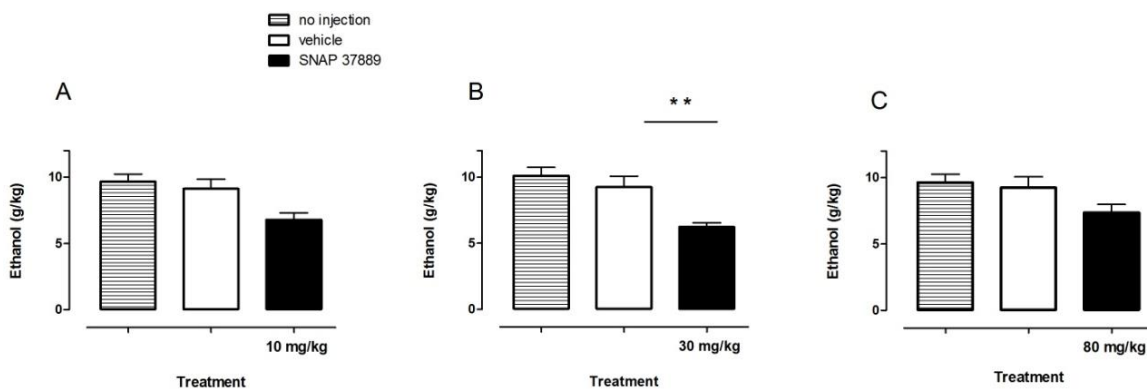 no injection
vehicle
SNAP 37889
A
Ethanol (g/kg)
10
5
0
10 mg/kg
Treatment
B
**
Ethanol (g/kg)
10
5
0
30 mg/kg
Treatment
C
Ethanol (g/kg)
10
5
0
80 mg/kg
Treatment